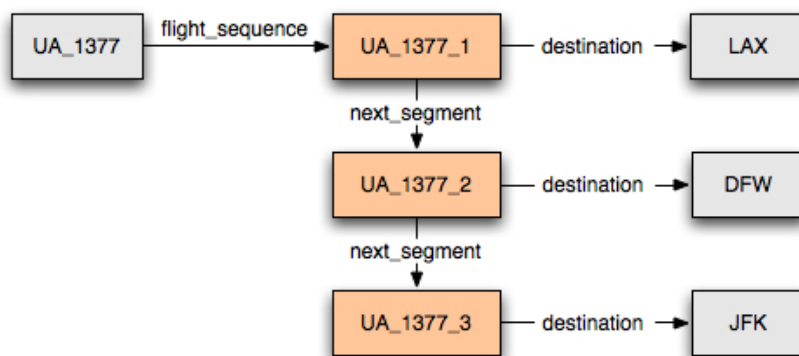 flight_sequence
UA_1377
UA_1377_1
destination
LAX
next_segment
UA_1377_2
destination
DFW
next_segment
UA_1377_3
destination
JFK